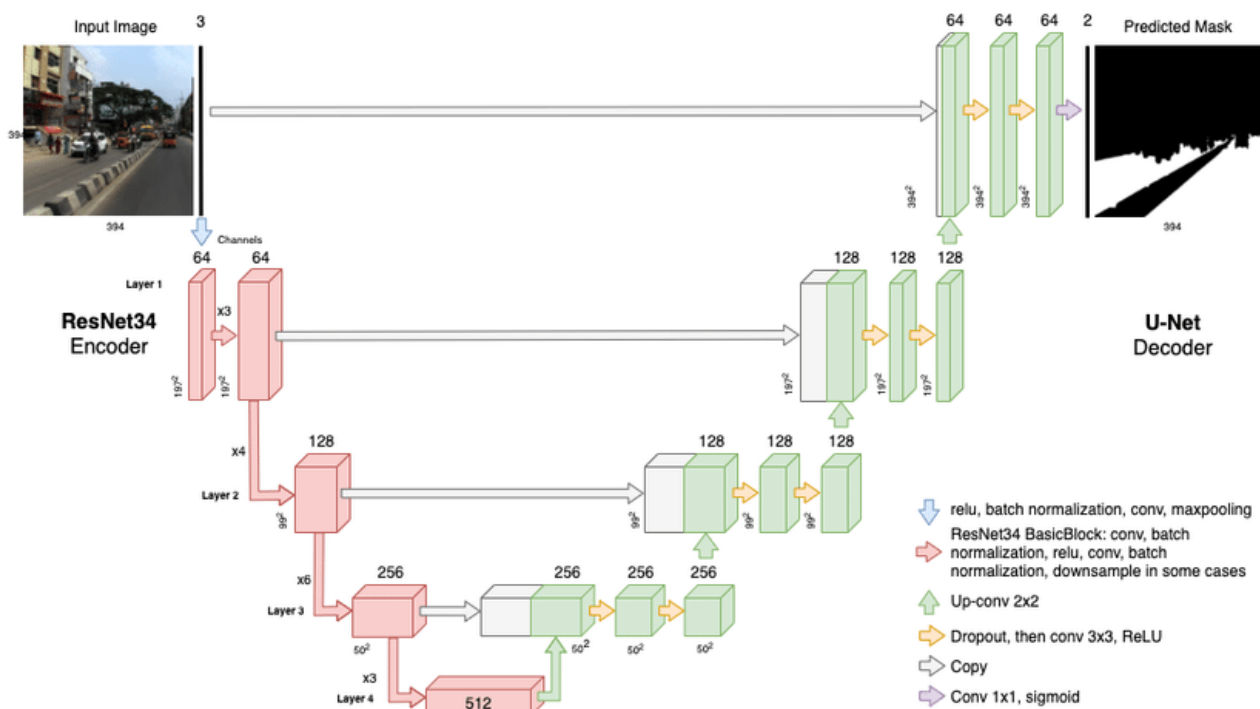 Input Image
3
64
64
64
2
Predicted Mask
394
394
394²
394²
394²
394
Channels
64
64
128
128
128
Layer 1
x3
ResNet34
Encoder
U-Net
Decoder
197²
197²
197²
197²
197²
x4
128
128
128
128
Layer 2
99²
99²
99²
99²
relu, batch normalization, conv, maxpooling
ResNet34 BasicBlock: conv, batch
normalization, relu, conv, batch
normalization, downsample in some cases
x6
256
256
256
256
Up-conv 2x2
Layer 3
Dropout, then conv 3x3, ReLU
50²
50²
50²
50²
Copy
x3
Layer 4
512
Conv 1x1, sigmoid